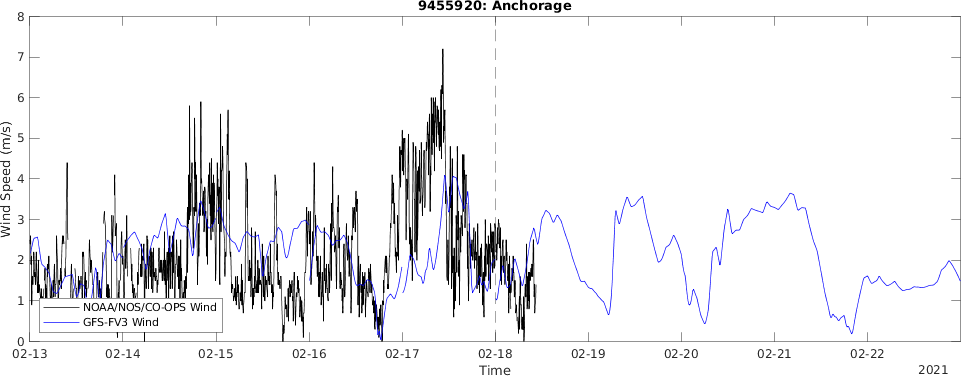 9455920: Anchorage
8
7
6
5
4
3
2
1
0
Wind Speed (m/s)
NOAA/NOS/CO-OPS Wind
GFS-FV3 Wind
02-13 02-14 02-15 02-16 02-17 02-18 02-19 02-20 02-21 02-22
Time
2021